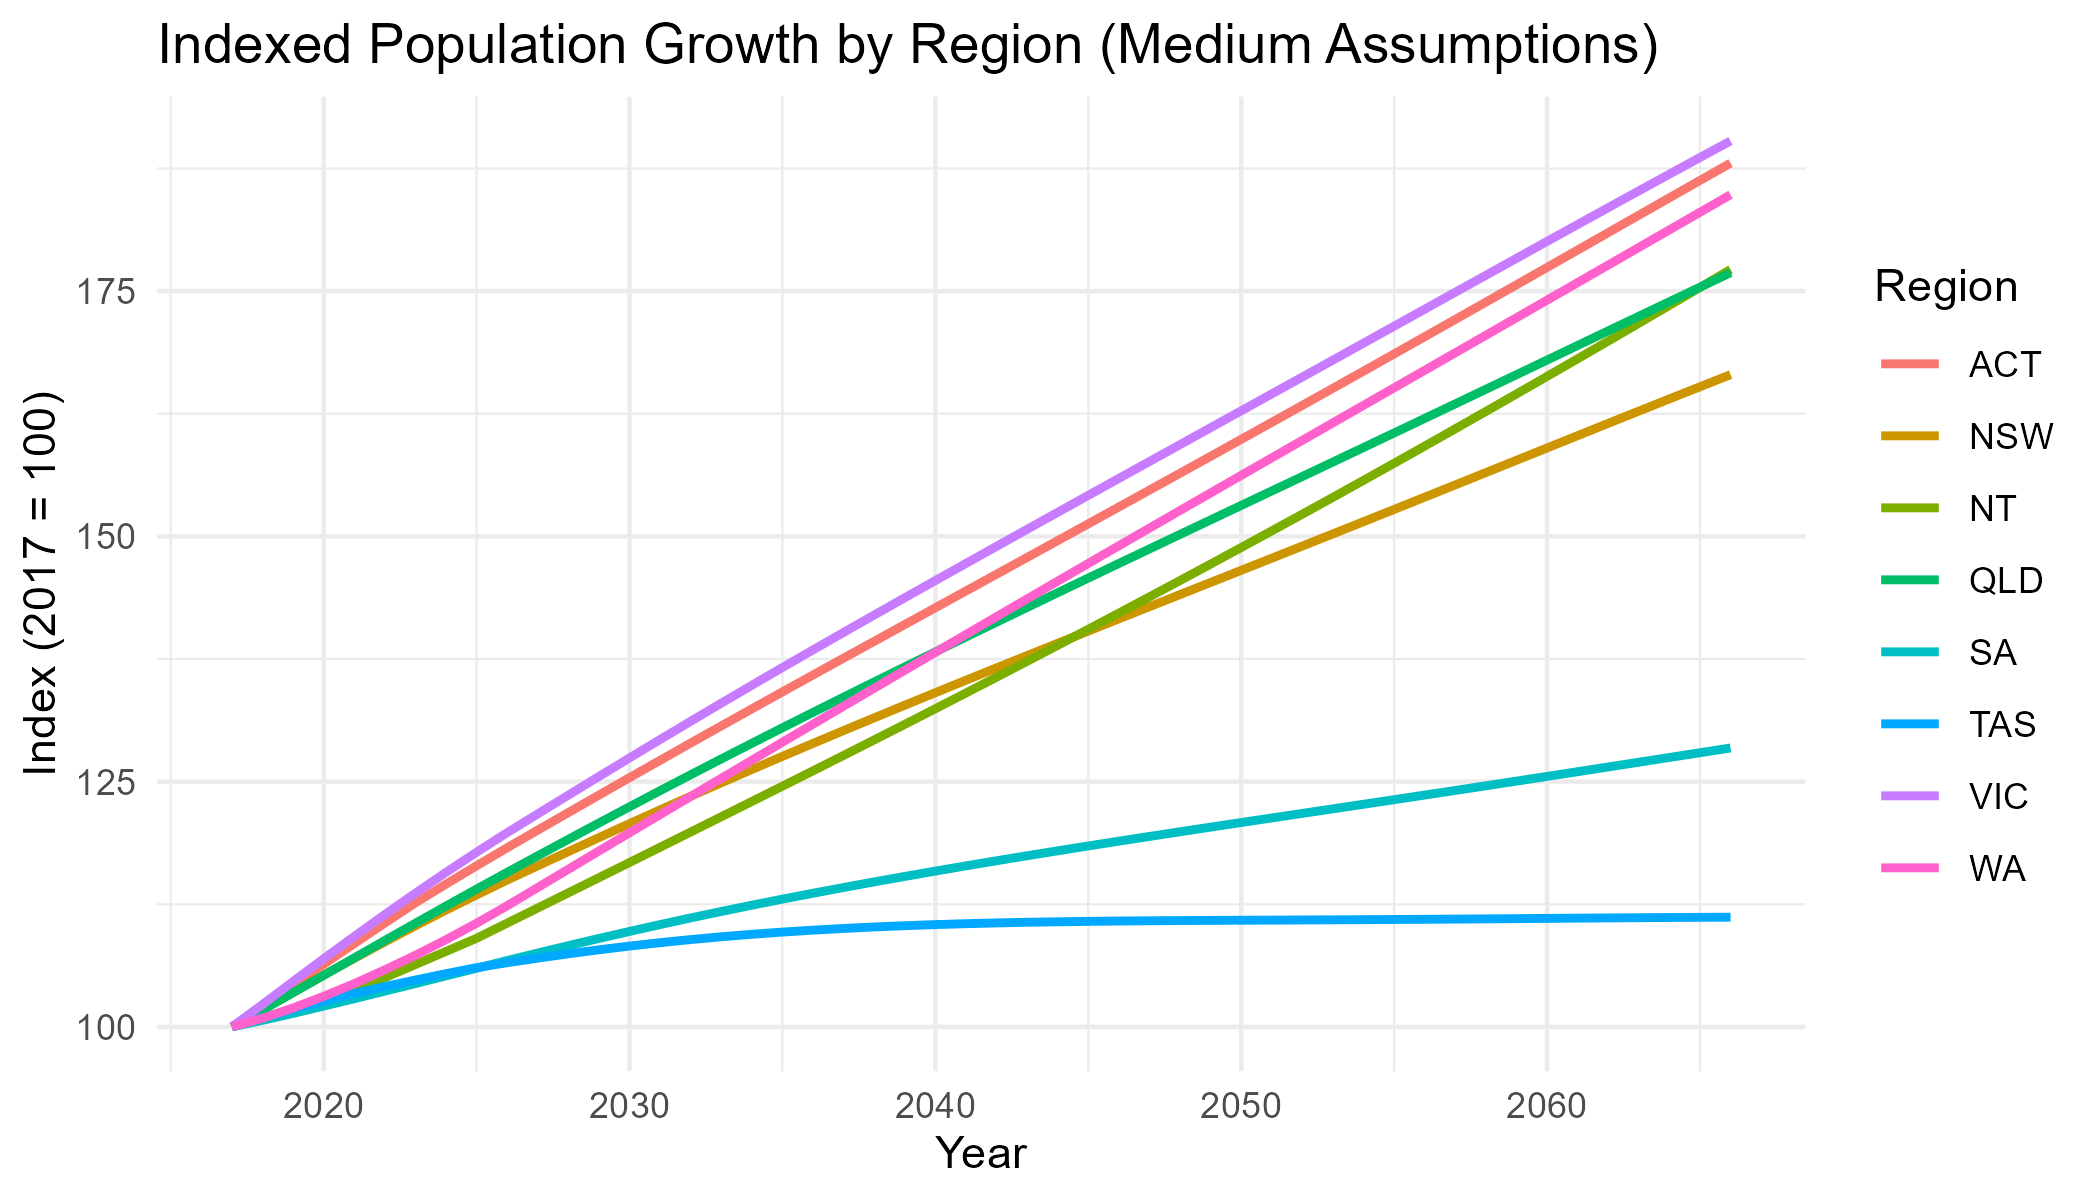 Indexed Population Growth by Region (Medium Assumptions)
Index (2017 = 100)
175
150
125
100
2020
2030
2040
2050
2060
Year
Region
ACT
NSW
NT
QLD
SA
TAS
VIC
WA